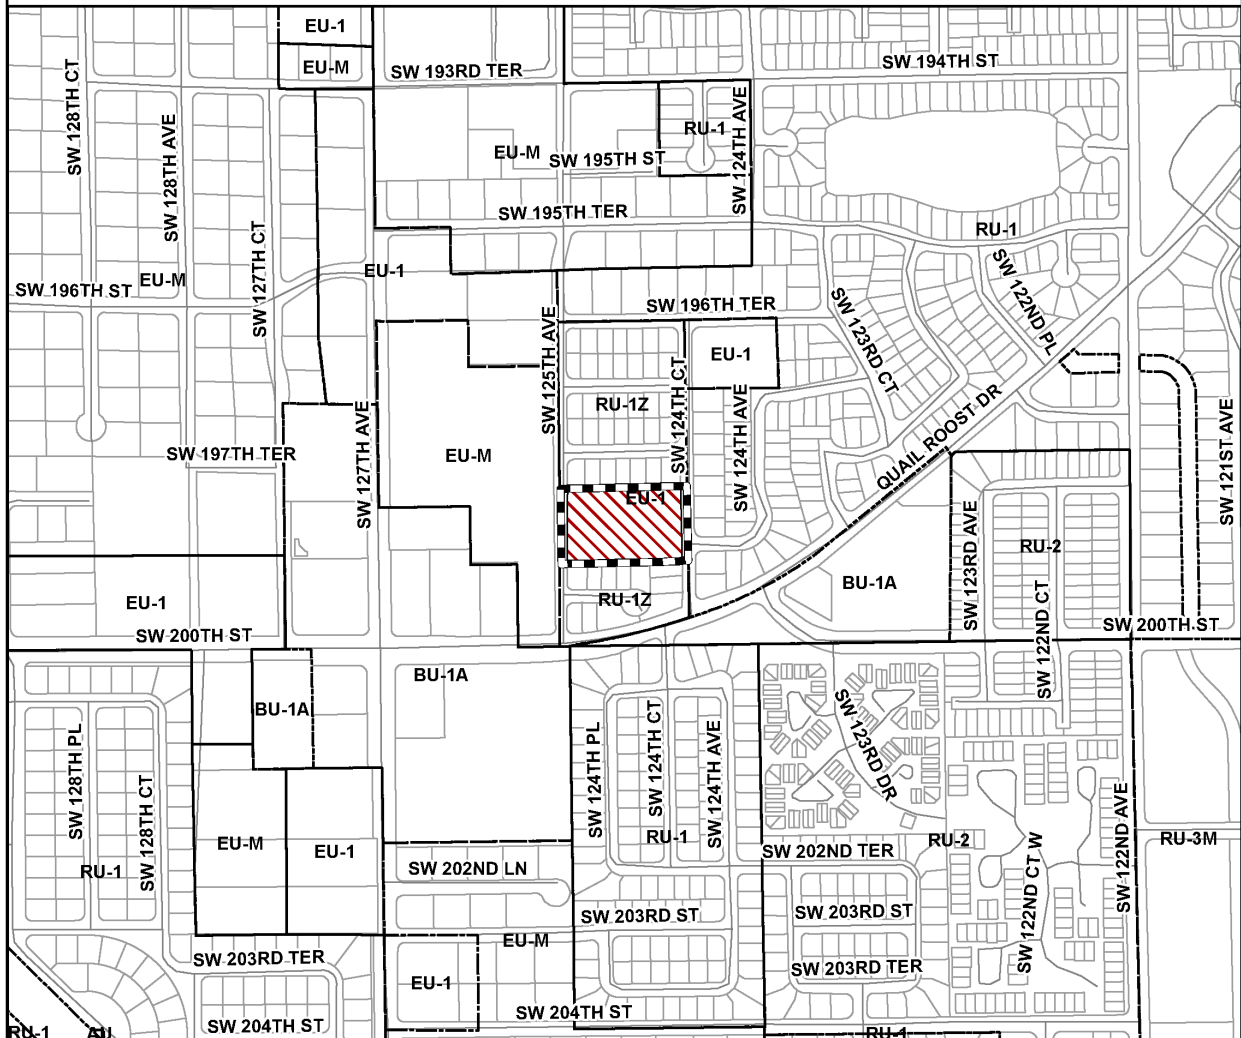 EU-1
EU-M
SW 193RD TER
SW 194TH ST
SW 128TH CT
SW 128TH AVE
RU-1
SW 124TH AVE
EU-M
SW 195TH ST
SW 195TH TER
SW 127TH CT
RU-1
EU-M
EU-1
SW 196TH ST
SW 122ND PL
SW 196TH TER
SW 123RD CT
SW 125TH AVE
EU-1
SW 124TH CT
RU-1Z
SW 124TH AVE
QUAIL ROOST DR
SW 121ST AVE
SW 197TH TER
SW 127TH AVE
EU-M
EU-1
SW 123RD AVE
RU-2
BU-1A
EU-1
RU-1Z
SW 122ND CT
SW 200TH ST
SW 200TH ST
BU-1A
BU-1A
SW 128TH PL
SW 128TH CT
SW 124TH PL
SW 124TH CT
SW 124TH AVE
SW 123RD DR
SW 122ND AVE
EU-M
EU-1
RU-1
RU-2
RU-3M
SW 202ND TER
RU-1
SW 202ND LN
SW 122ND CT W
SW 203RD ST
SW 203RD ST
EU-M
SW 203RD TER
SW 203RD TER
EU-1
SW 204TH ST
SW 204TH ST
RU-1
AU
RU-1